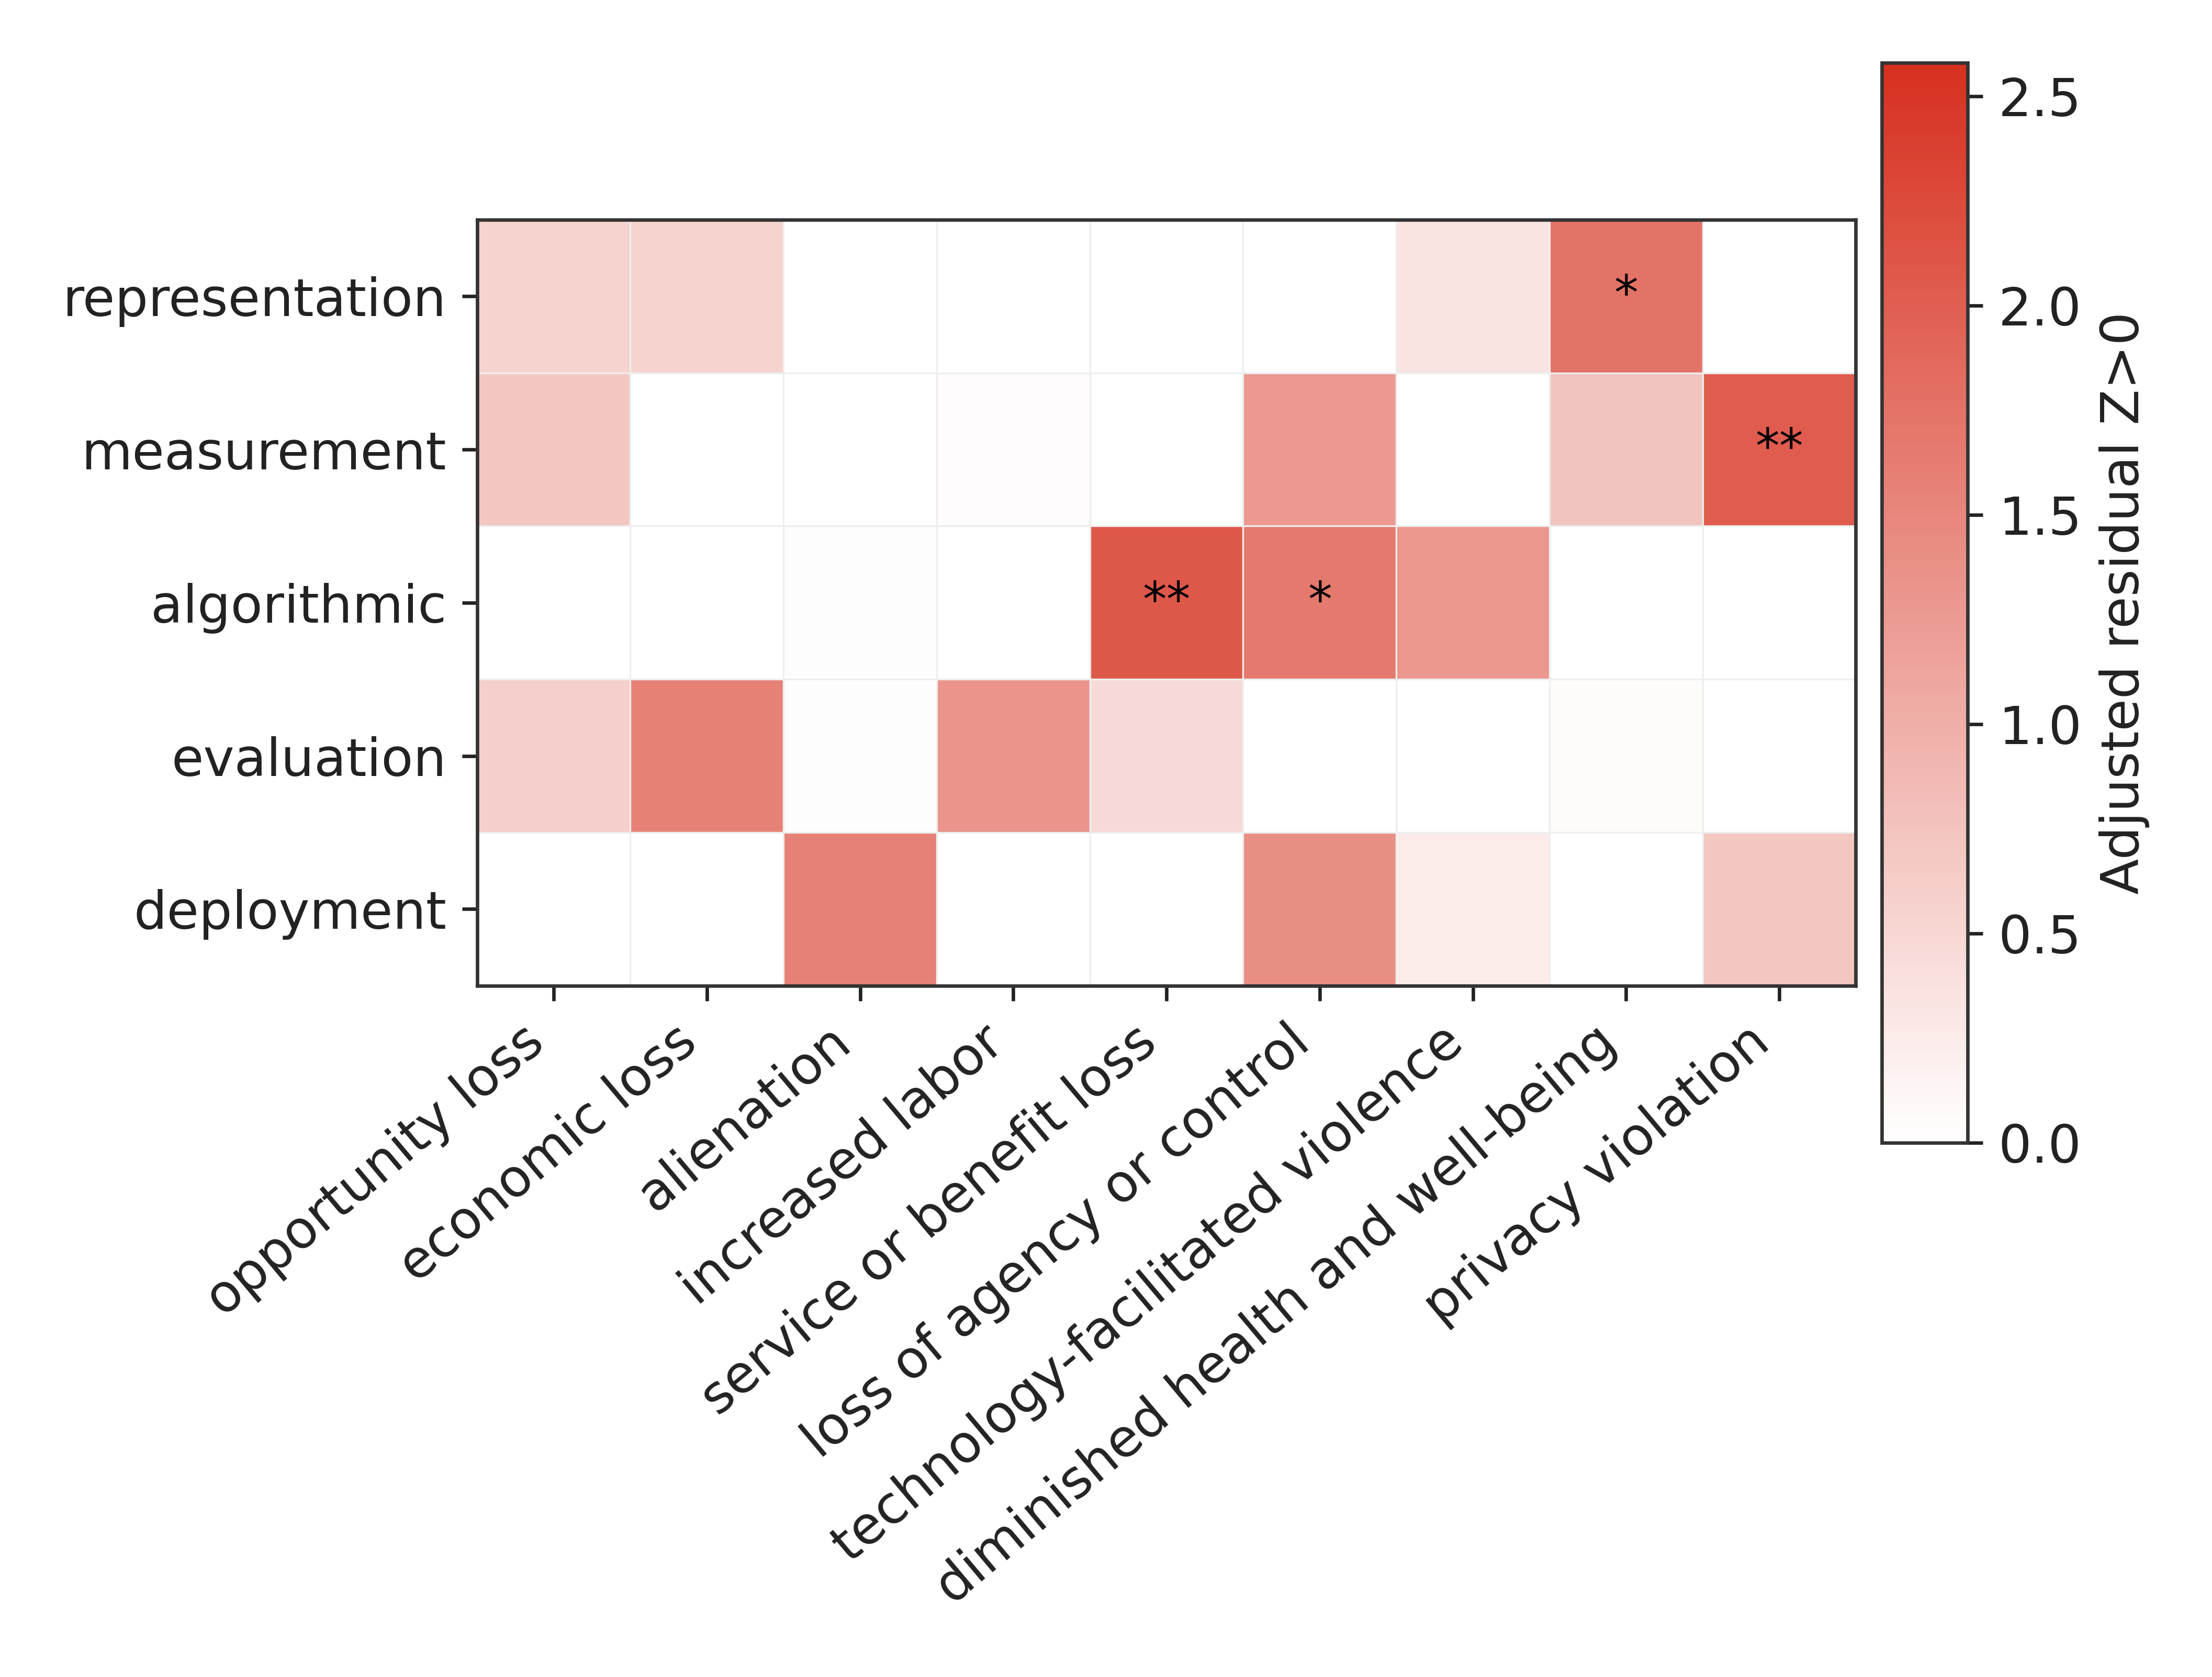 representation
measurement
algorithmic
evaluation
deployment
*
**
**
*
opportunity loss
economic loss
alienation
increased labor
service or benefit loss
loss of agency or control
technology-facilitated violence
diminished health and well-being
privacy violation
2.5
2.0
1.5
1.0
0.5
0.0
Adjusted residual Z>0